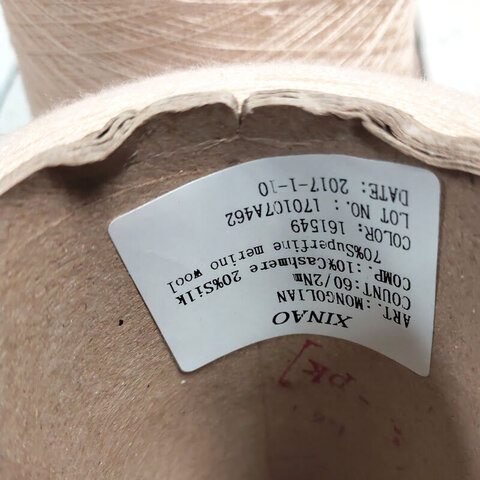 XINAO
ART.:MONGOLIAN
COUNT:60/2Nm
COMP.:10%Cashmere 20%Silk
70%Superfine merino wool
COLOR: 161549
LOT NO.: 170107A462
DATE: 2017-1-10
-pk]